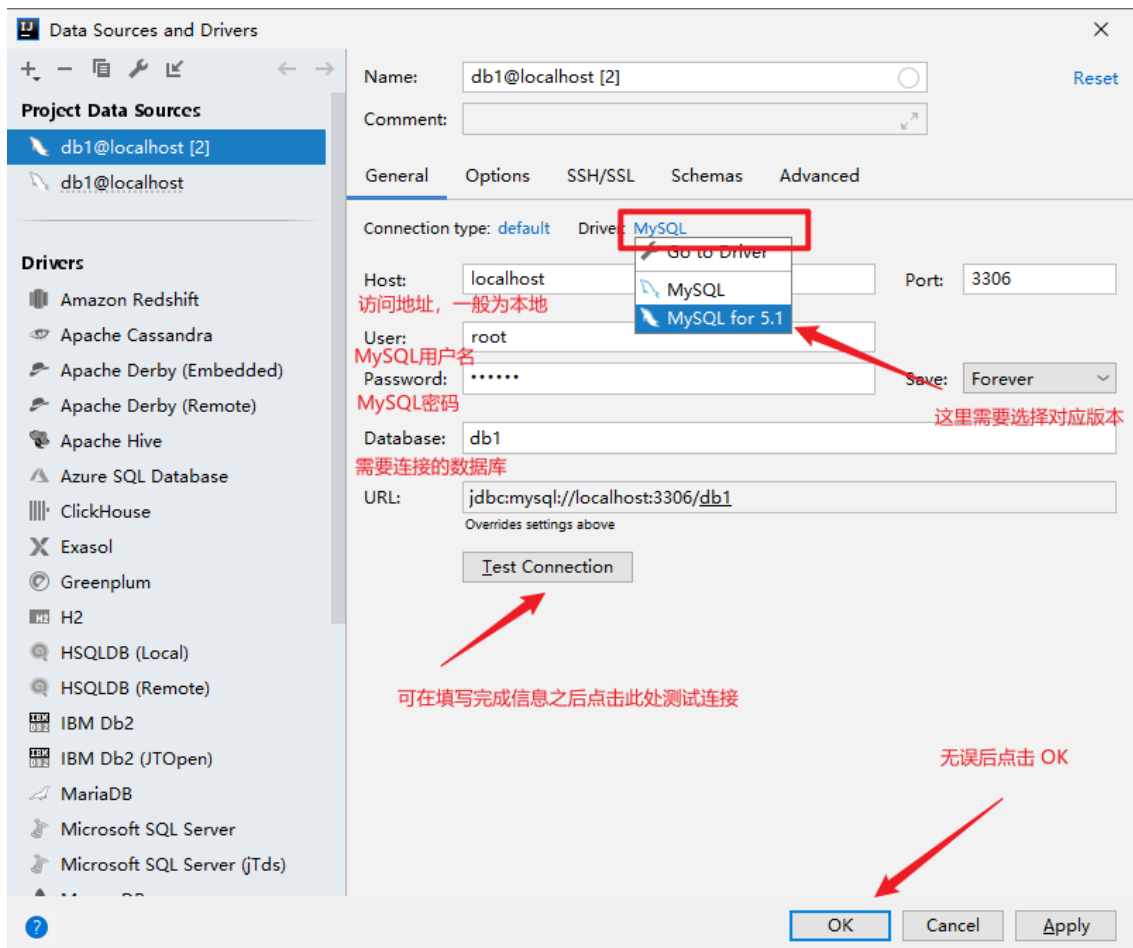 Data Sources and Drivers
Project Data Sources
db1@localhost [2]
db1@localhost
Drivers
Amazon Redshift
Apache Cassandra
Apache Derby (Embedded)
Apache Derby (Remote)
Apache Hive
Azure SQL Database
ClickHouse
Exasol
Greenplum
H2
HSQLDB (Local)
HSQLDB (Remote)
IBM Db2
IBM Db2 (JTOpen)
MariaDB
Microsoft SQL Server
Microsoft SQL Server (jTds)
Name: db1@localhost [2] Reset
Comment:
General Options SSH/SSL Schemas Advanced
Connection type: default Driver: MySQL
Go to Driver
MySQL
MySQL for 5.1
Host: localhost Port: 3306
访问地址，一般为本地
User: root
MySQL用户名
Password: •••••• Save: Forever
MySQL密码
这里需要选择对应版本
Database: db1
需要连接的数据库
URL: jdbc:mysql://localhost:3306/db1
Overrides settings above
Test Connection
可在填写完成信息之后点击此处测试连接
无误后点击 OK
? OK Cancel Apply